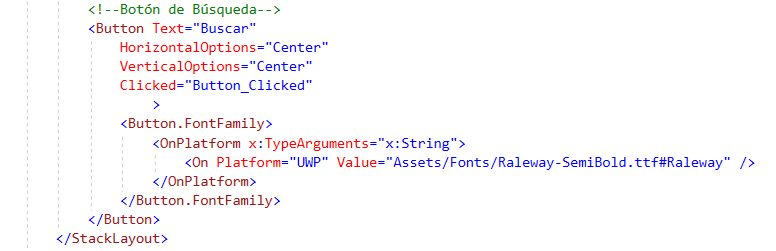 <!--Botón de Búsqueda-->
<Button Text="Buscar"
HorizontalOptions="Center"
VerticalOptions="Center"
Clicked="Button_Clicked"
>
<Button.FontFamily>
<OnPlatform x:TypeArguments="x:String">
<On Platform="UWP" Value="Assets/Fonts/Raleway-SemiBold.ttf#Raleway" />
</OnPlatform>
</Button.FontFamily>
</Button>
</StackLayout>